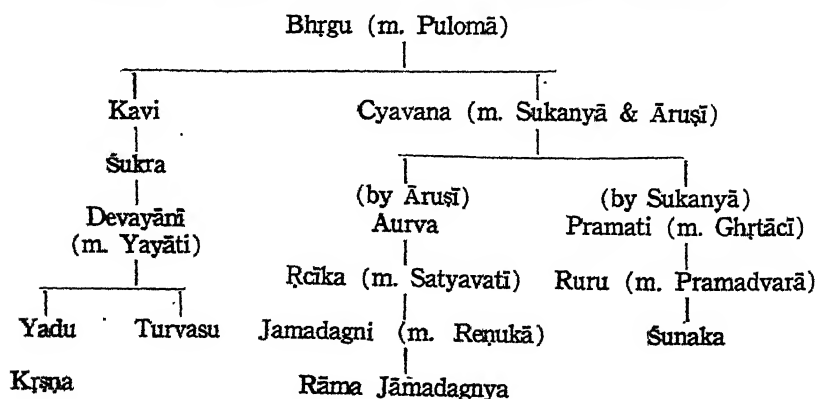 Bhṛgu (m. Pulomā)
Kavi Cyavana (m. Sukanyā & Āruṣī)
Śukra
(by Āruṣī) (by Sukanyā)
Devayānī Aurva Pramati (m. Ghṛtācī)
(m. Yayāti)
Ṛcīka (m. Satyavatī) Ruru (m. Pramadvarā)
Yadu Turvasu Jamadagni (m. Reṇukā) Śunaka
Kṛṣṇa Rāma Jāmadagnya